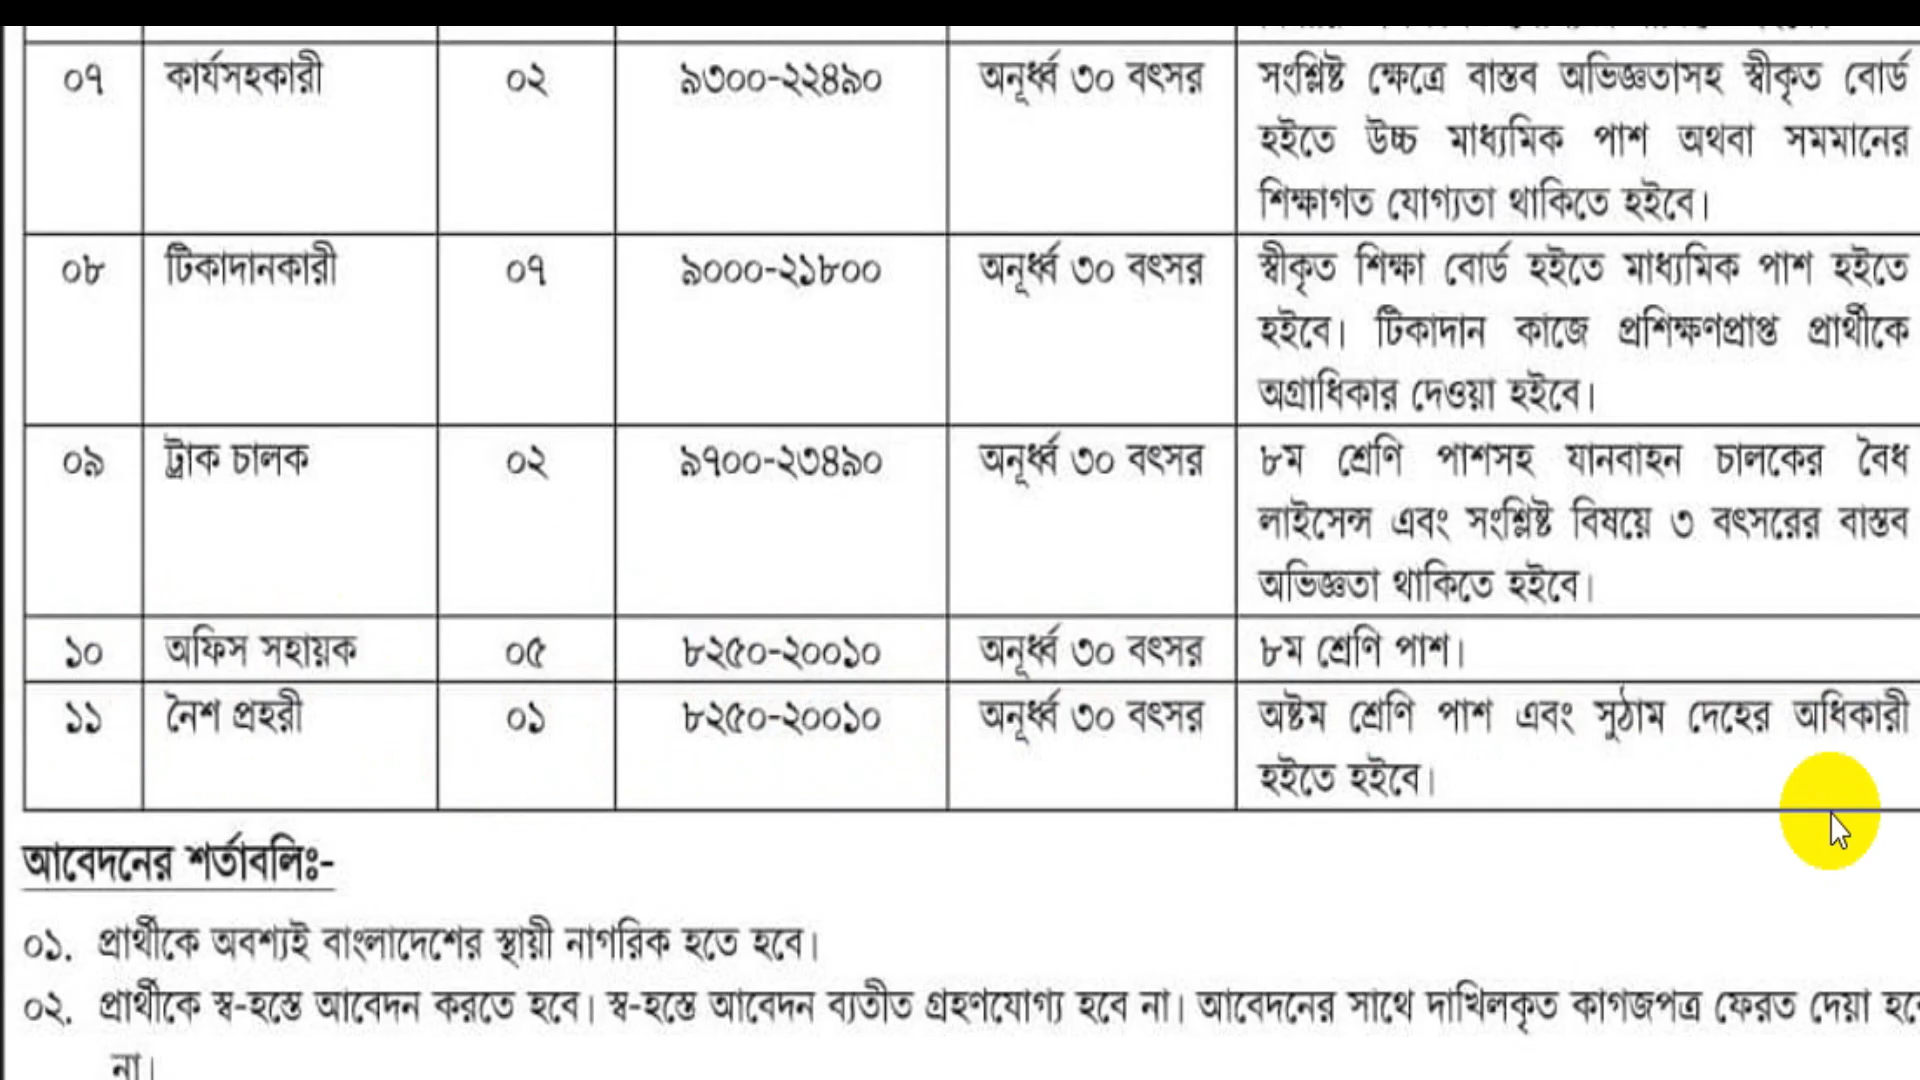 ০৭ কার্যসহকারী ০২ ৯৩০০-২২৪৯০ অনূর্ধ্ব ৩০ বৎসর সংশ্লিষ্ট ক্ষেত্রে বাস্তব অভিজ্ঞতাসহ স্বীকৃত বোর্ড
হইতে উচ্চ মাধ্যমিক পাশ অথবা সমমানের
শিক্ষাগত যোগ্যতা থাকিতে হইবে।
০৮ টিকাদানকারী ০৭ ৯০০০-২১৮০০ অনূর্ধ্ব ৩০ বৎসর স্বীকৃত শিক্ষা বোর্ড হইতে মাধ্যমিক পাশ হইতে
হইবে। টিকাদান কাজে প্রশিক্ষণপ্রাপ্ত প্রার্থীকে
অগ্রাধিকার দেওয়া হইবে।
০৯ ট্রাক চালক ০২ ৯৭০০-২৩৪৯০ অনূর্ধ্ব ৩০ বৎসর ৮ম শ্রেণি পাশসহ যানবাহন চালকের বৈধ
লাইসেন্স এবং সংশ্লিষ্ট বিষয়ে ৩ বৎসরের বাস্তব
অভিজ্ঞতা থাকিতে হইবে।
১০ অফিস সহায়ক ০৫ ৮২৫০-২০০১০ অনূর্ধ্ব ৩০ বৎসর ৮ম শ্রেণি পাশ।
১১ নৈশ প্রহরী ০১ ৮২৫০-২০০১০ অনূর্ধ্ব ৩০ বৎসর অষ্টম শ্রেণি পাশ এবং সুঠাম দেহের অধিকারী
হইতে হইবে।
আবেদনের শর্তাবলিঃ-
০১. প্রার্থীকে অবশ্যই বাংলাদেশের স্থায়ী নাগরিক হতে হবে।
০২. প্রার্থীকে স্ব-হস্তে আবেদন করতে হবে। স্ব-হস্তে আবেদন ব্যতীত গ্রহণযোগ্য হবে না। আবেদনের সাথে দাখিলকৃত কাগজপত্র ফেরত দেয়া হবে
না।